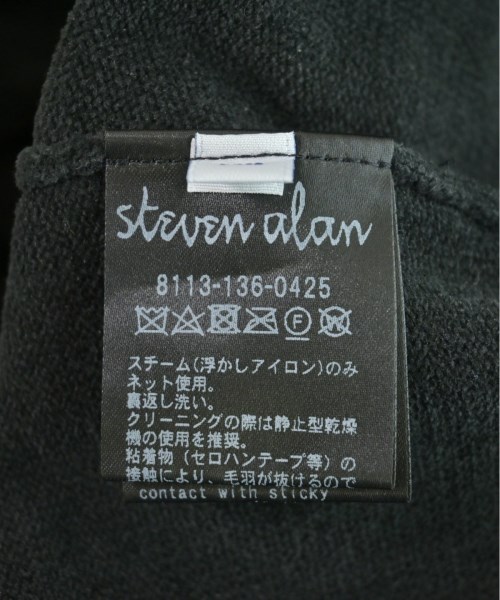 steven alan
8113-136-0425
F W
スチーム(浮かしアイロン)のみ
ネット使用。
裏返し洗い。
クリーニングの際は静止型乾燥
機の使用を推奨。
粘着物(セロハンテープ等)の
接触により、毛羽が抜けるので
contact with sticky